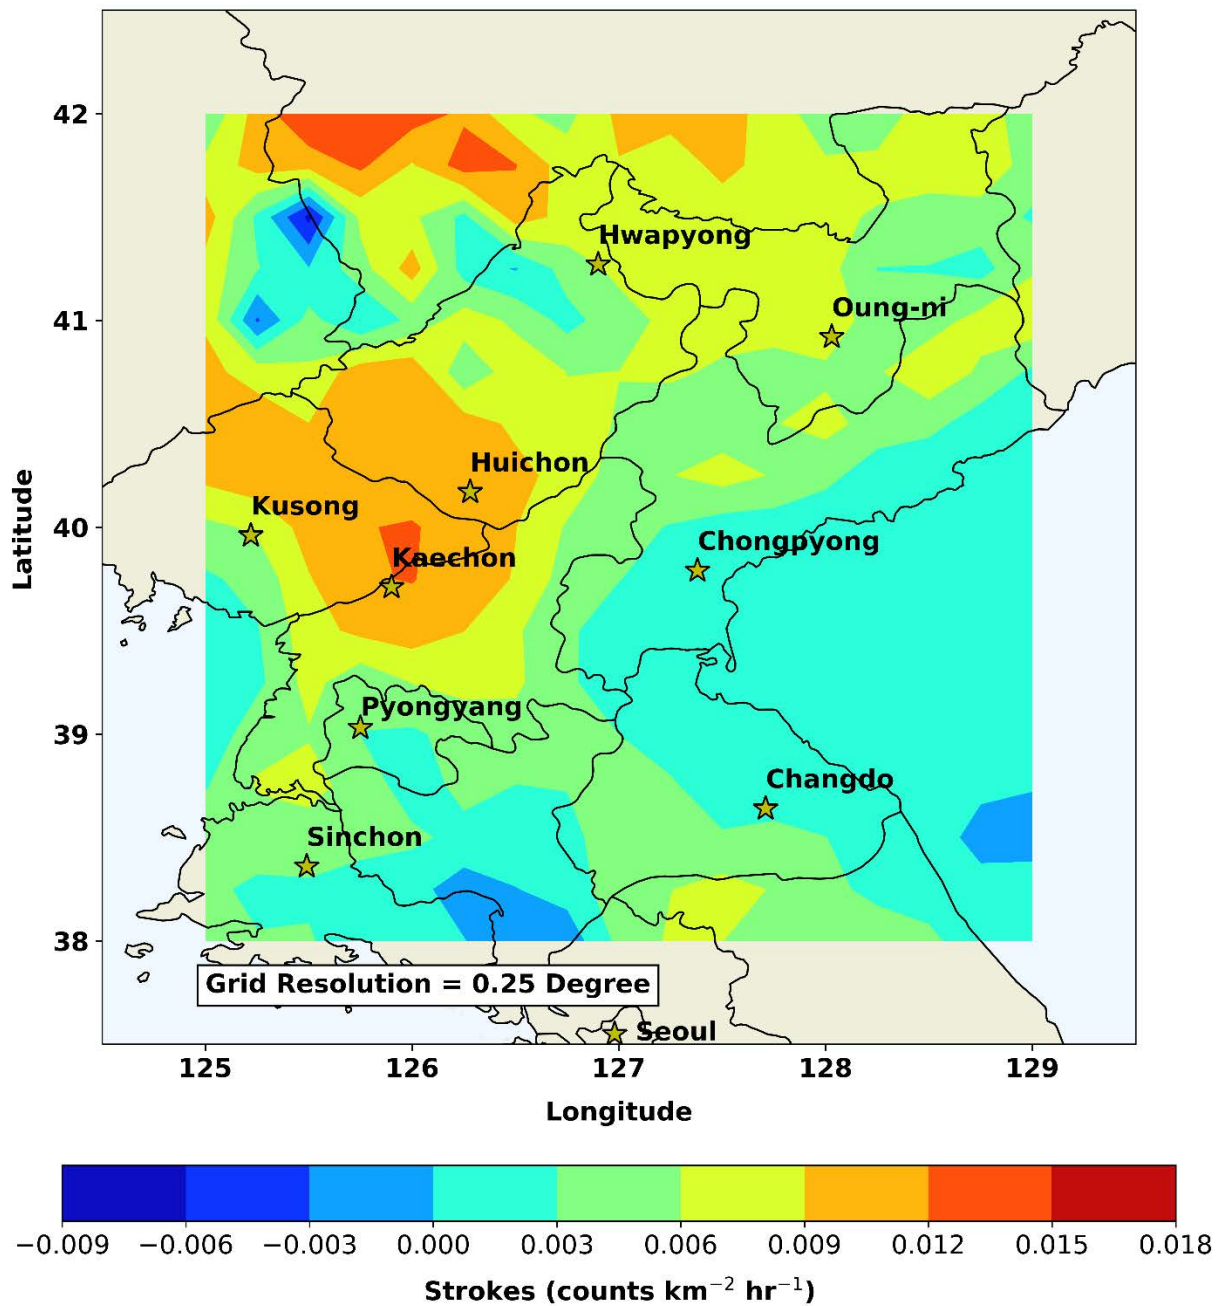 42
Hwapyong
41
Oung-ni
Huichon
Kusong
40
Chongpyong
Kaechon
Latitude
39
Pyongyang
Changdo
Sinchon
38
Grid Resolution = 0.25 Degree
Seoul
125 126 127 128 129
Longitude
−0.009 −0.006 −0.003 0.000 0.003 0.006 0.009 0.012 0.015 0.018
Strokes (counts km⁻² hr⁻¹)